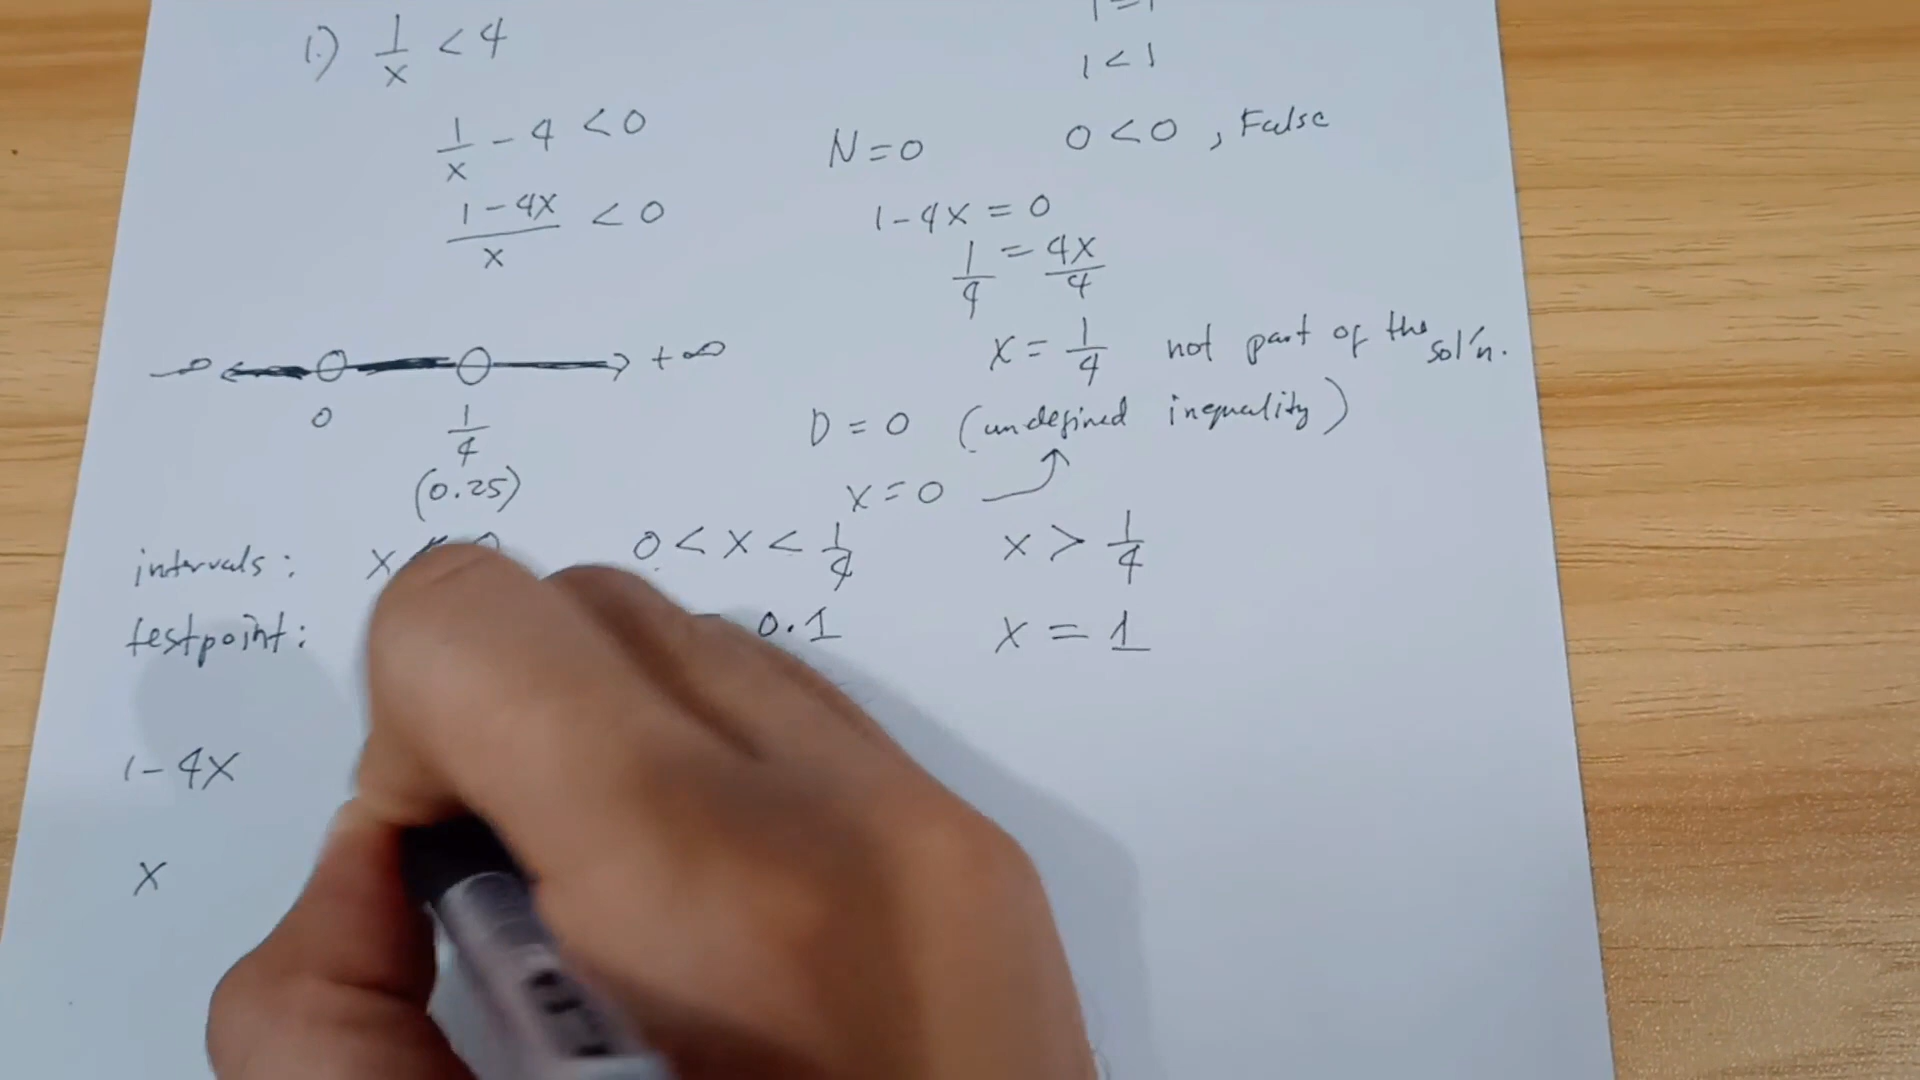 1.) 1/x < 4
1/x - 4 < 0
(1 - 4x)/x < 0
-∞ +∞
0 1/4
(0.25)
1 = 1
1 < 1
N = 0 0 < 0 , False
1 - 4x = 0
1/4 = 4x/4
x = 1/4 not part of the sol'n.
D = 0 (undefined inequality)
x = 0
intervals: x 0 < x < 1/4 x > 1/4
testpoint: 0.1 x = 1
1 - 4x
x